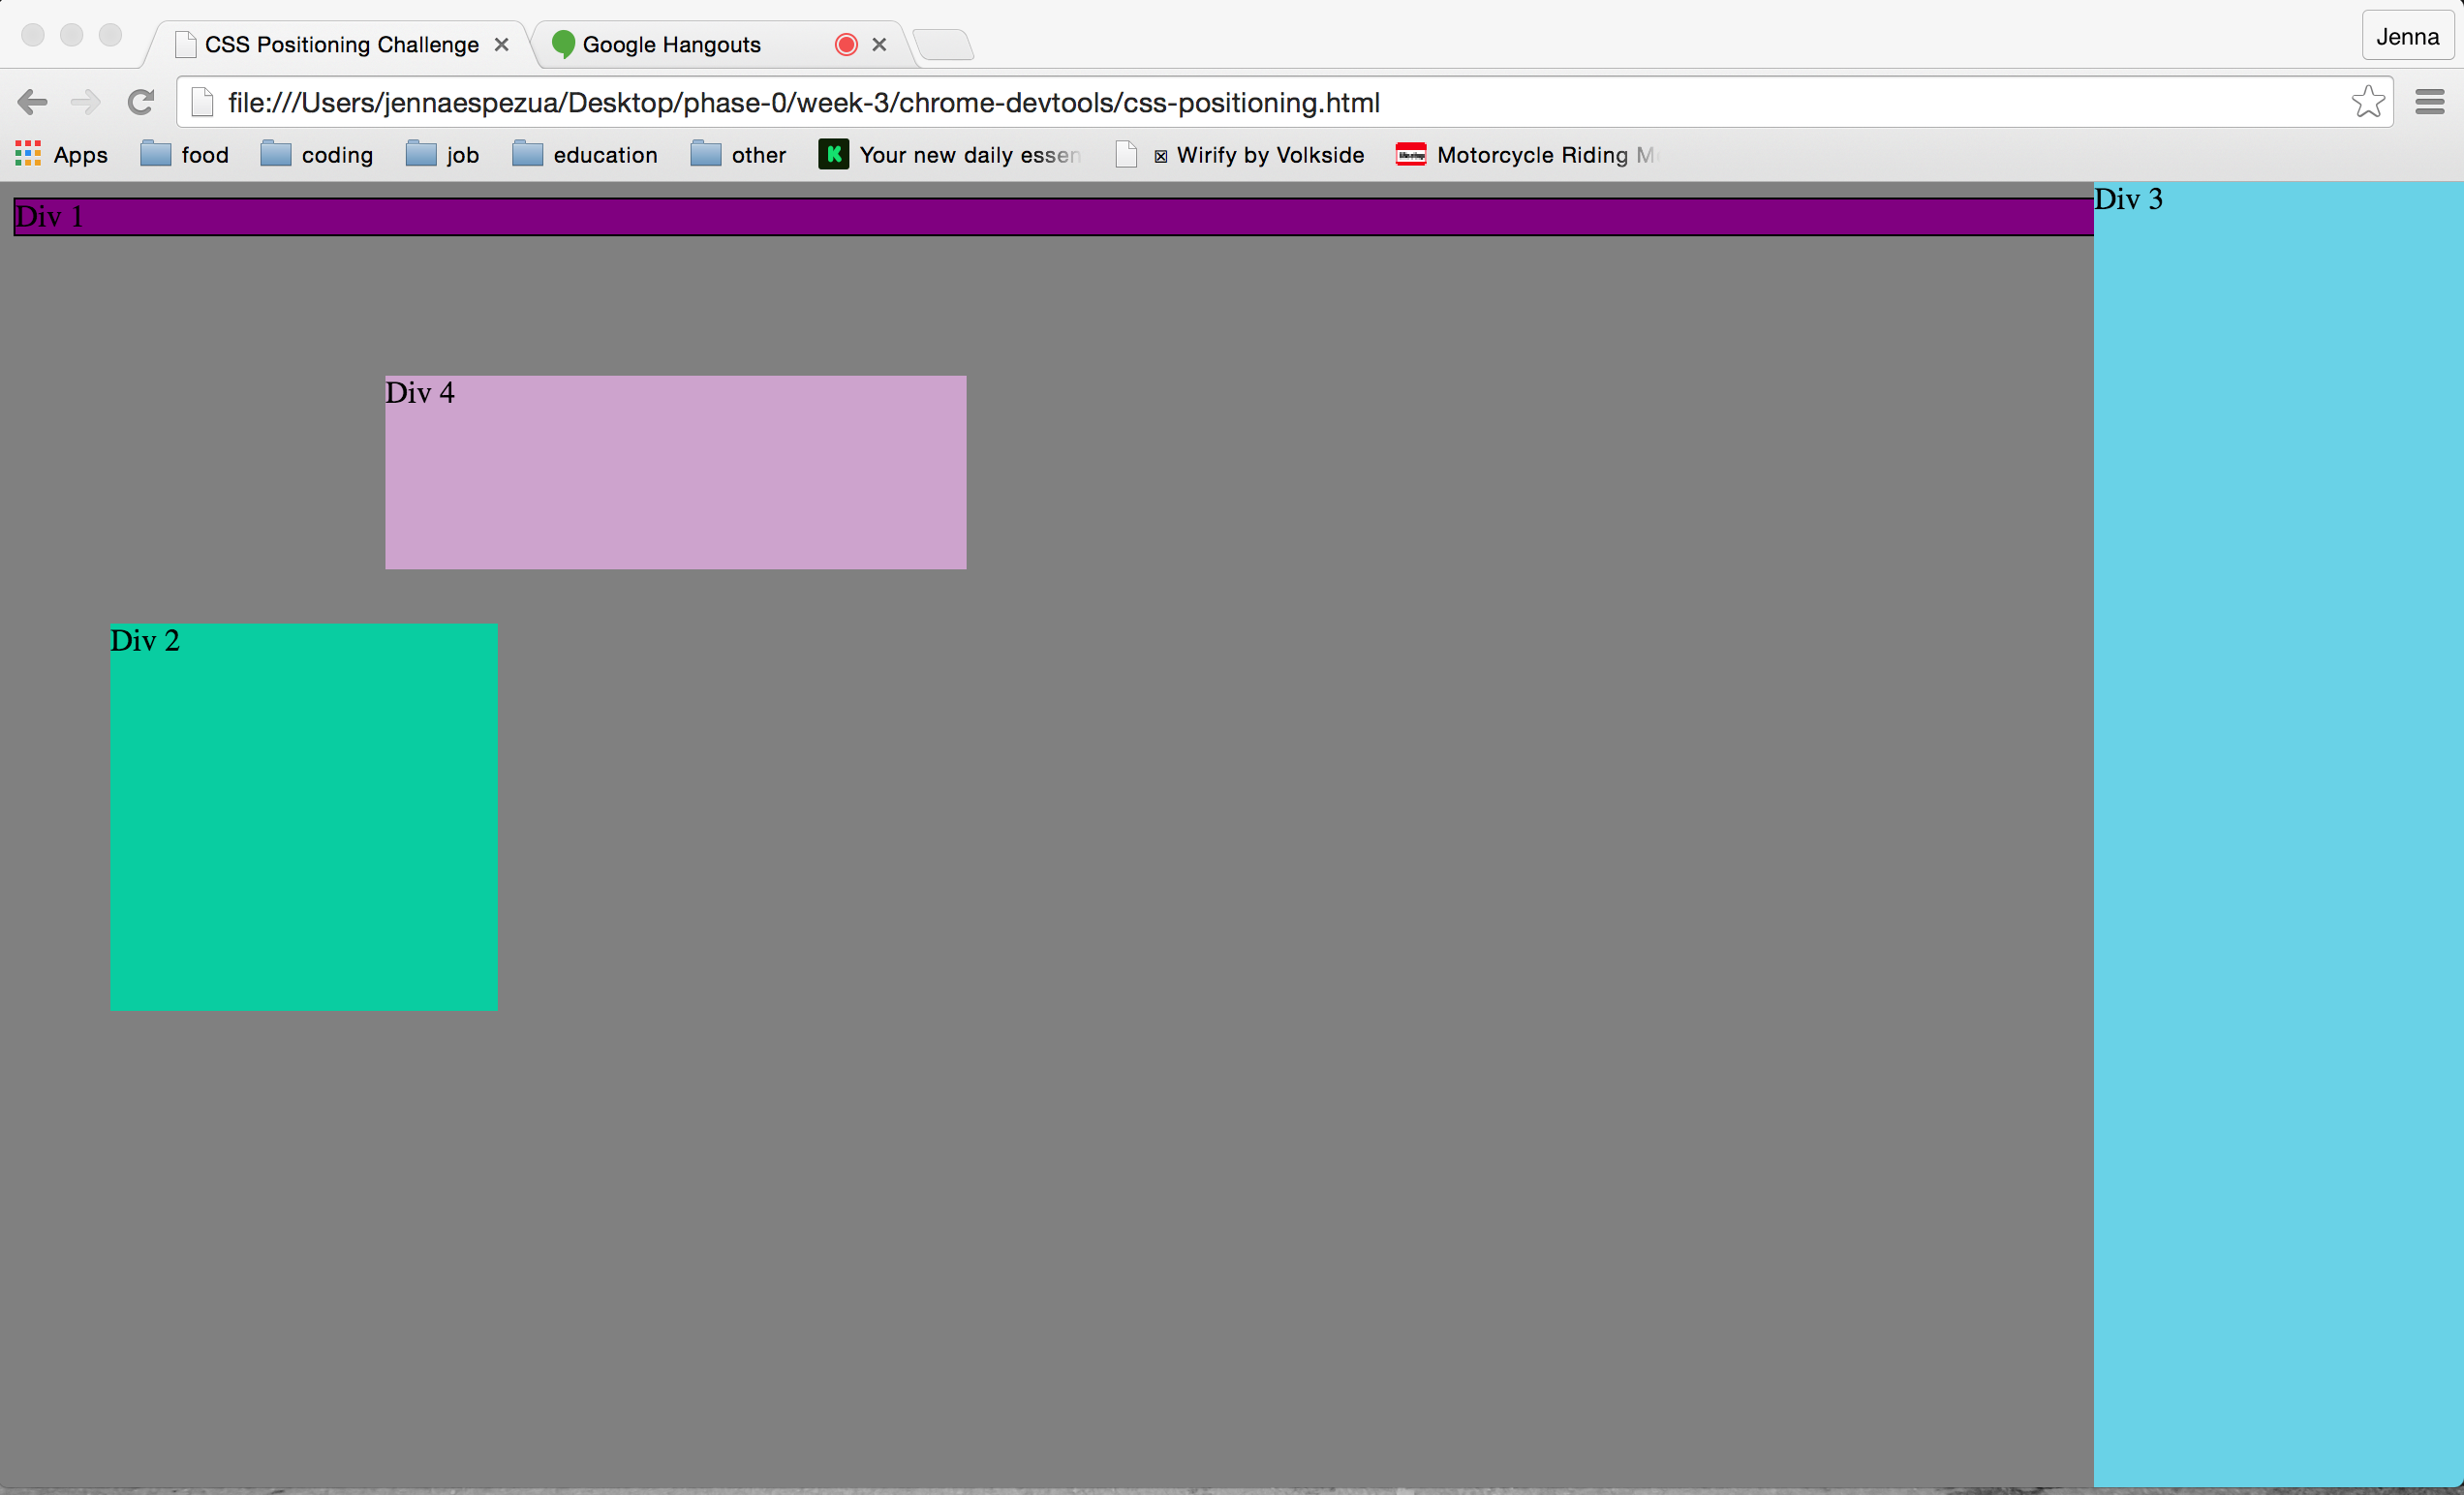 CSS Positioning Challenge
Google Hangouts
Jenna
file:///Users/jennaespezua/Desktop/phase-0/week-3/chrome-devtools/css-positioning.html
Apps food coding job education other Your new daily essen Wirify by Volkside Motorcycle Riding M
Div 1
Div 3
Div 4
Div 2